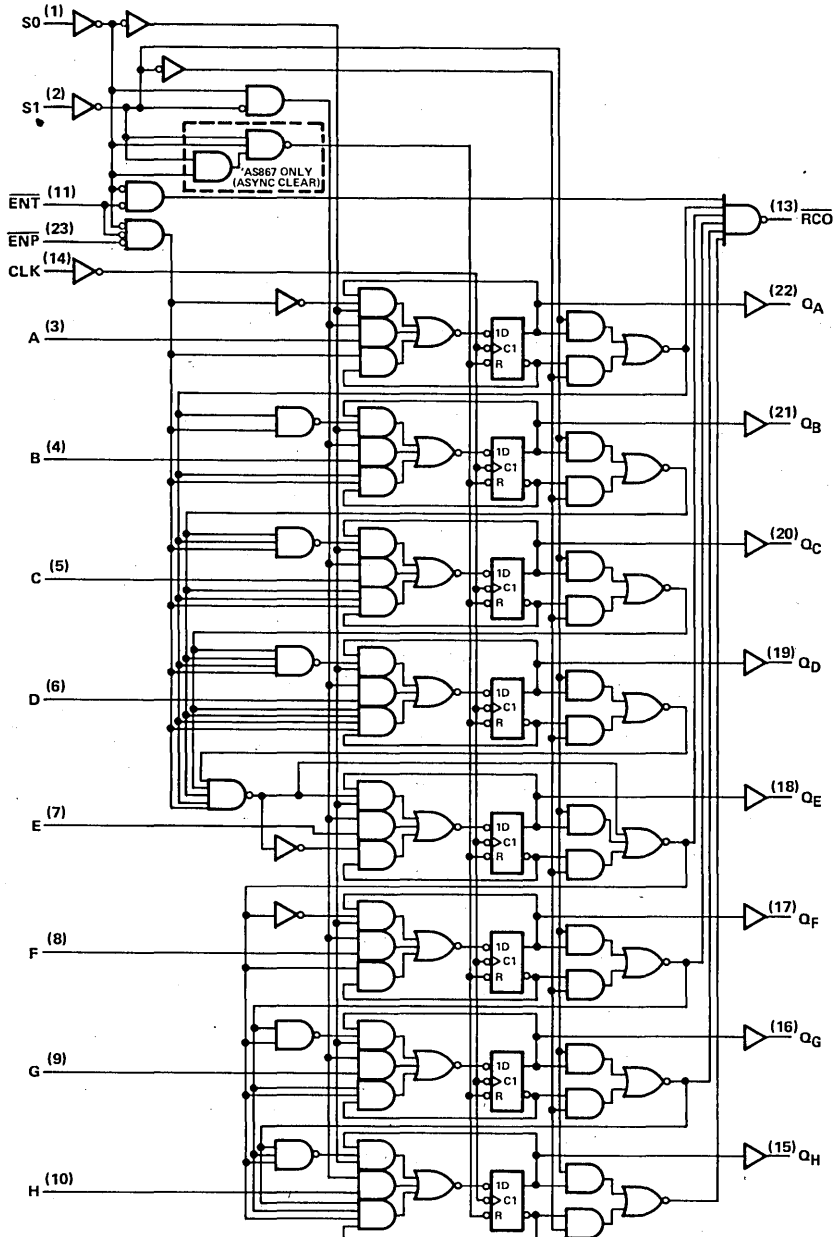 S0 (1)
S1 (2)
'AS867 ONLY
(ASYNC CLEAR)
ENT (11)
ENP (23)
CLK (14)
(13) RCO
A (3)
1D
C1
R
(22) QA
B (4)
1D
C1
R
(21) QB
C (5)
1D
C1
R
(20) QC
D (6)
1D
C1
R
(19) QD
E (7)
1D
C1
R
(18) QE
F (8)
1D
C1
R
(17) QF
G (9)
1D
C1
R
(16) QG
H (10)
1D
C1
R
(15) QH